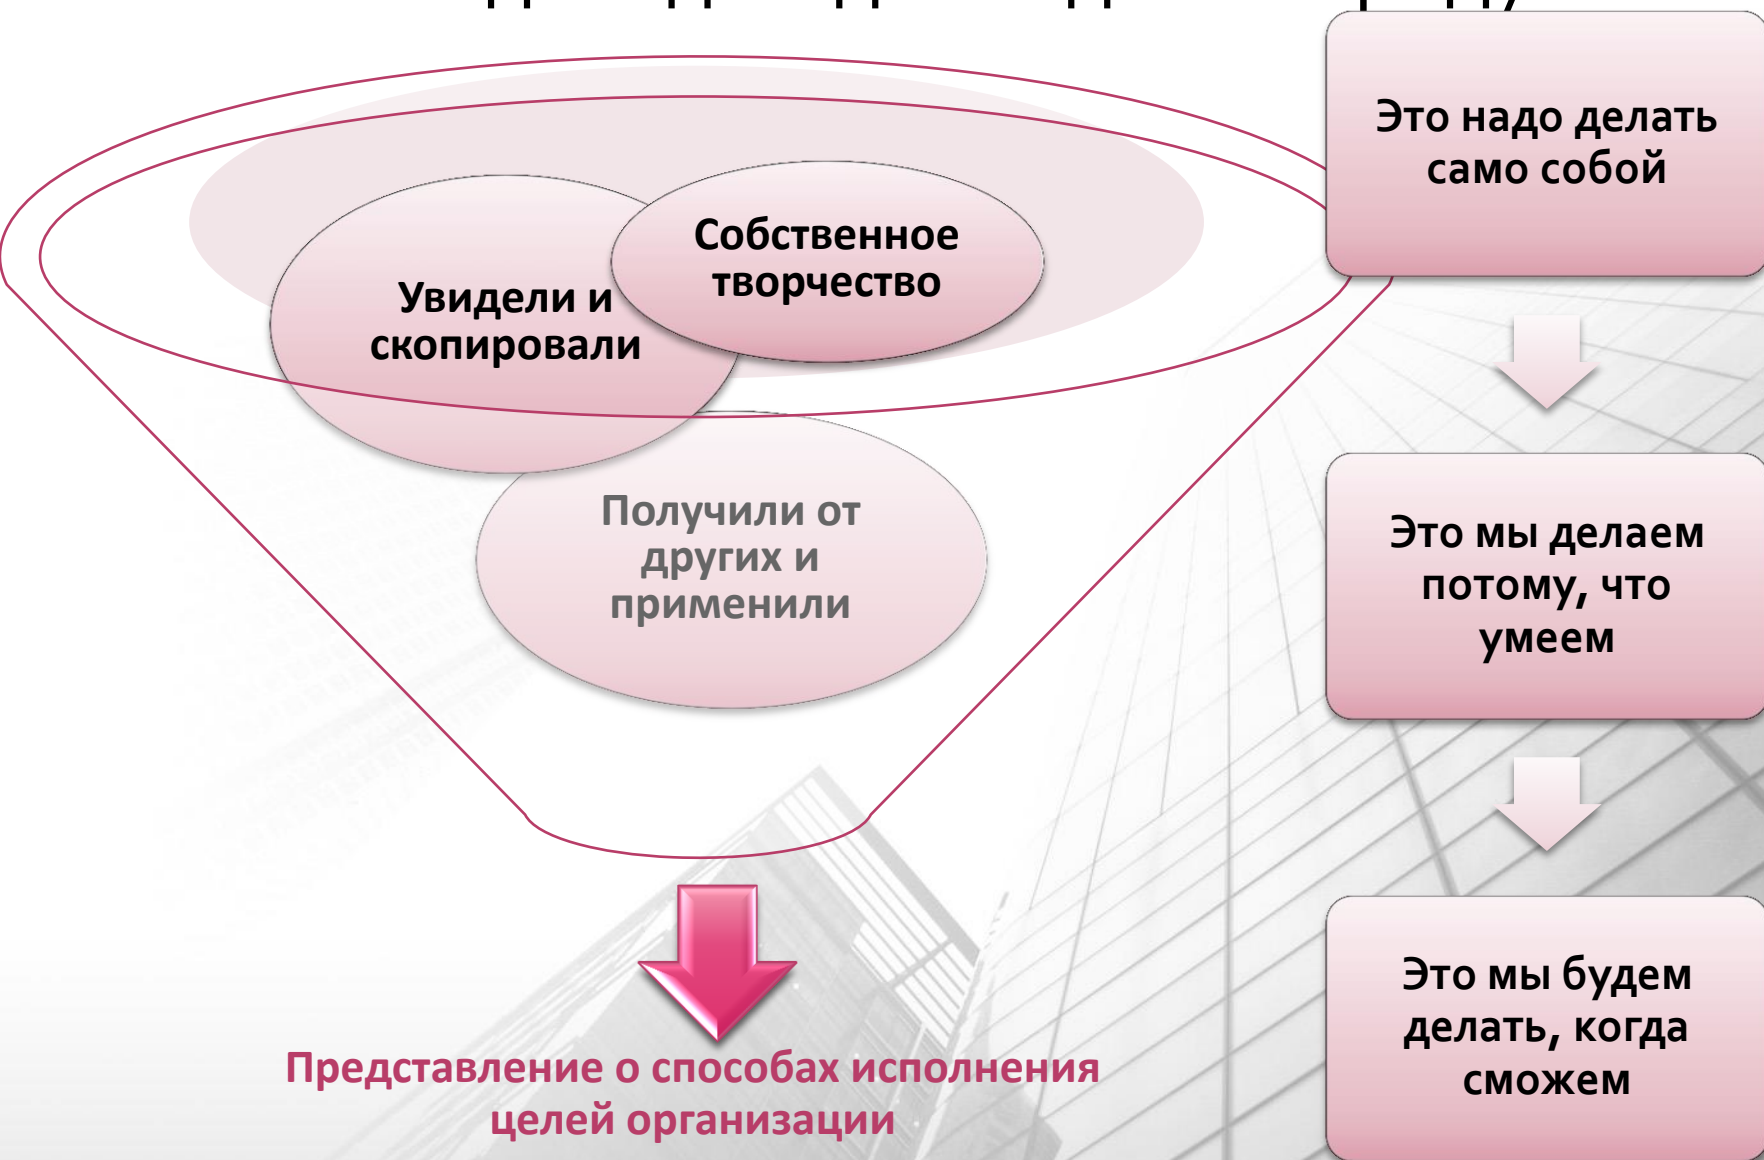 Собственное
творчество
Увидели и
скопировали
Получили от
других и
применили
Представление о способах исполнения
целей организации
Это надо делать
само собой
Это мы делаем
потому, что
умеем
Это мы будем
делать, когда
сможем